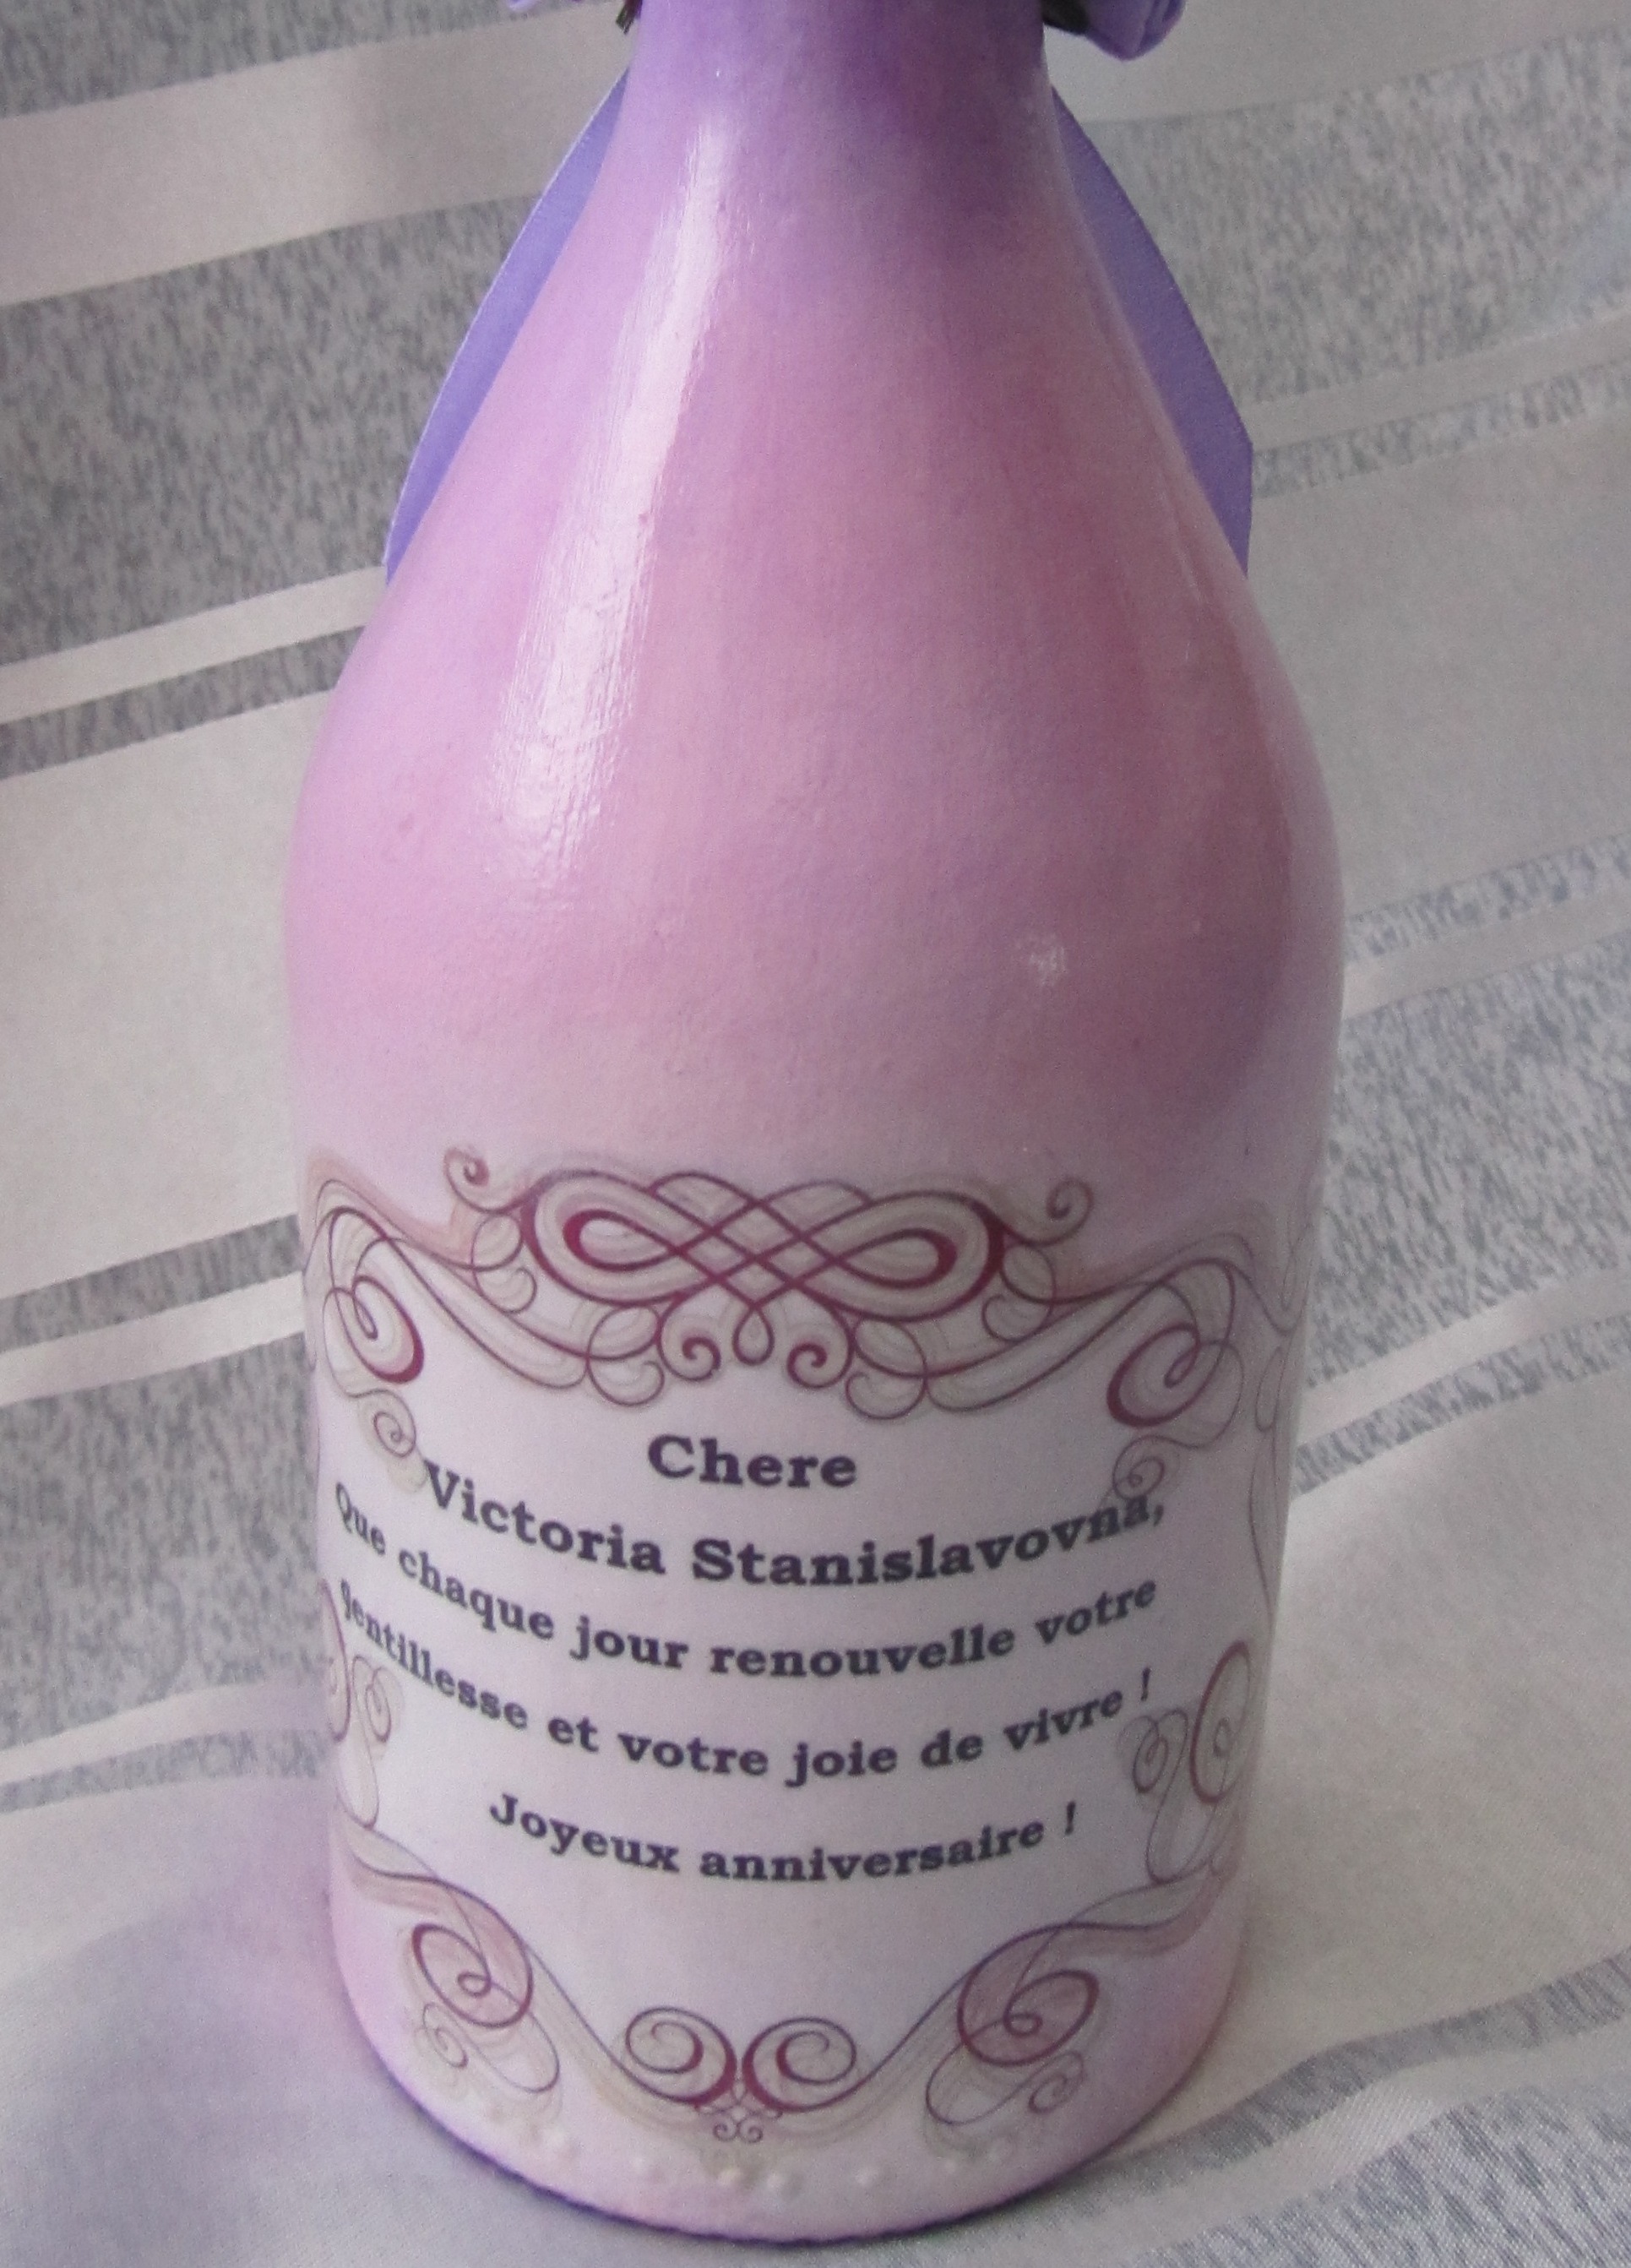 Chere
Victoria Stanislavovna,
Que chaque jour renouvelle votre
gentillesse et votre joie de vivre !
Joyeux anniversaire !